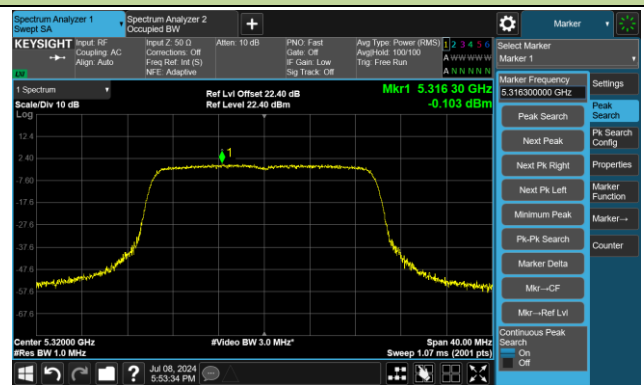 Spectrum Analyzer 1
Swept SA
Spectrum Analyzer 2
Occupied BW
Marker
KEYSIGHT
Input: RF
Coupling: AC
Align: Auto
Input Z: 50 Ω
Corrections: Off
Freq Ref: Int (S)
NFE: Adaptive
Atten: 10 dB
PNO: Fast
Gate: Off
IF Gain: Low
Sig Track: Off
Avg Type: Power (RMS)
Avg|Hold: 100/100
Trig: Free Run
1 2 3 4 5 6
A W W W W W
A N N N N N
Select Marker
Marker 1
1 Spectrum
Scale/Div 10 dB
Log
Ref Lvl Offset 22.40 dB
Ref Level 22.40 dBm
Mkr1 5.316 30 GHz
-0.103 dBm
12.4
2.40
-7.60
-17.6
-27.6
-37.6
-47.6
-57.6
-67.6
1
Center 5.32000 GHz
#Res BW 1.0 MHz
#Video BW 3.0 MHz*
Span 40.00 MHz
Sweep 1.07 ms (2001 pts)
Marker Frequency
5.316300000 GHz
Peak Search
Next Peak
Next Pk Right
Next Pk Left
Minimum Peak
Pk-Pk Search
Marker Delta
Mkr→CF
Mkr→Ref Lvl
Continuous Peak
Search
On
Off
Settings
Peak
Search
Pk Search
Config
Properties
Marker
Function
Marker→
Counter
Jul 08, 2024
5:53:34 PM